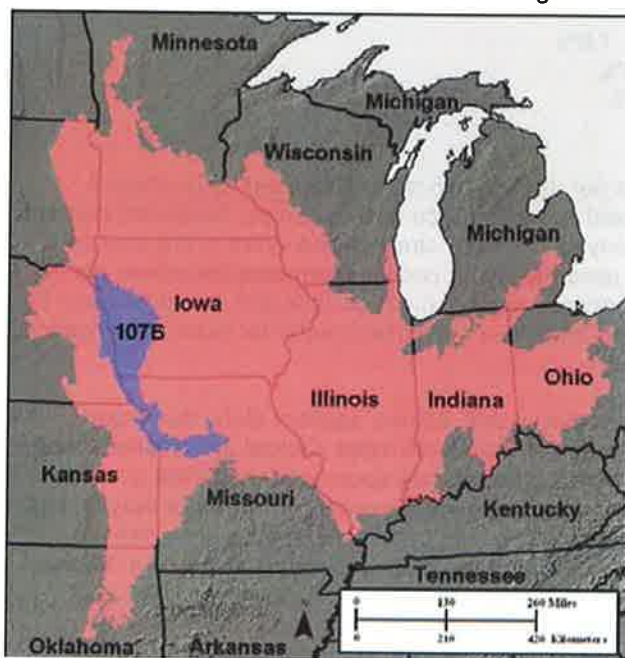 Minnesota
Michigan
Wisconsin
Michigan
Iowa
107B
Illinois
Indiana
Ohio
Kansas
Missouri
Kentucky
Tennessee
Oklahoma
Arkansas
0 130 260 Miles
0 210 420 Kilometers